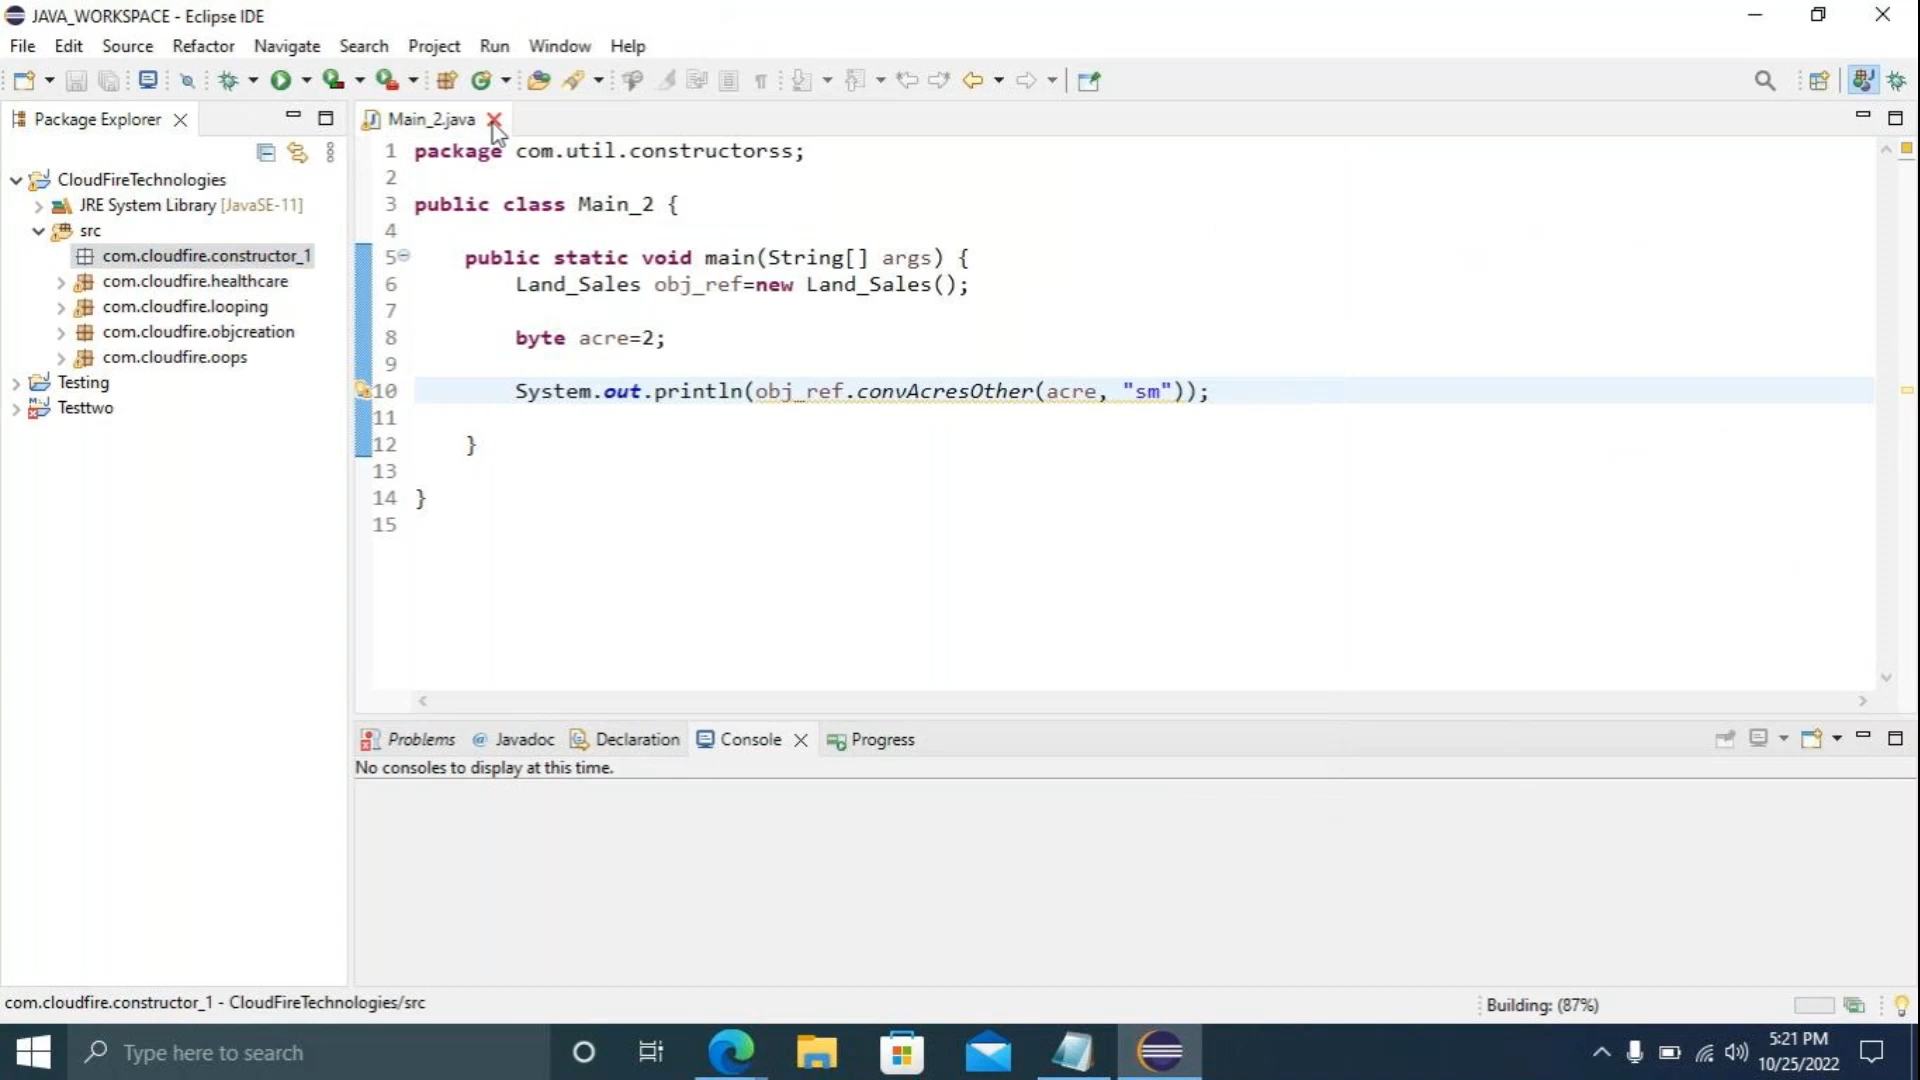 JAVA_WORKSPACE - Eclipse IDE
File Edit Source Refactor Navigate Search Project Run Window Help
Package Explorer
CloudFireTechnologies
JRE System Library [JavaSE-11]
src
com.cloudfire.constructor_1
com.cloudfire.healthcare
com.cloudfire.looping
com.cloudfire.objcreation
com.cloudfire.oops
Testing
Testtwo
Main_2.java
1 package com.util.constructorss;
2
3 public class Main_2 {
4
5 public static void main(String[] args) {
6 Land_Sales obj_ref=new Land_Sales();
7
8 byte acre=2;
9
10 System.out.println(obj_ref.convAcresOther(acre, "sm"));
11
12 }
13
14 }
15
Problems @ Javadoc Declaration Console Progress
No consoles to display at this time.
com.cloudfire.constructor_1 - CloudFireTechnologies/src
Building: (87%)
Type here to search
5:21 PM
10/25/2022